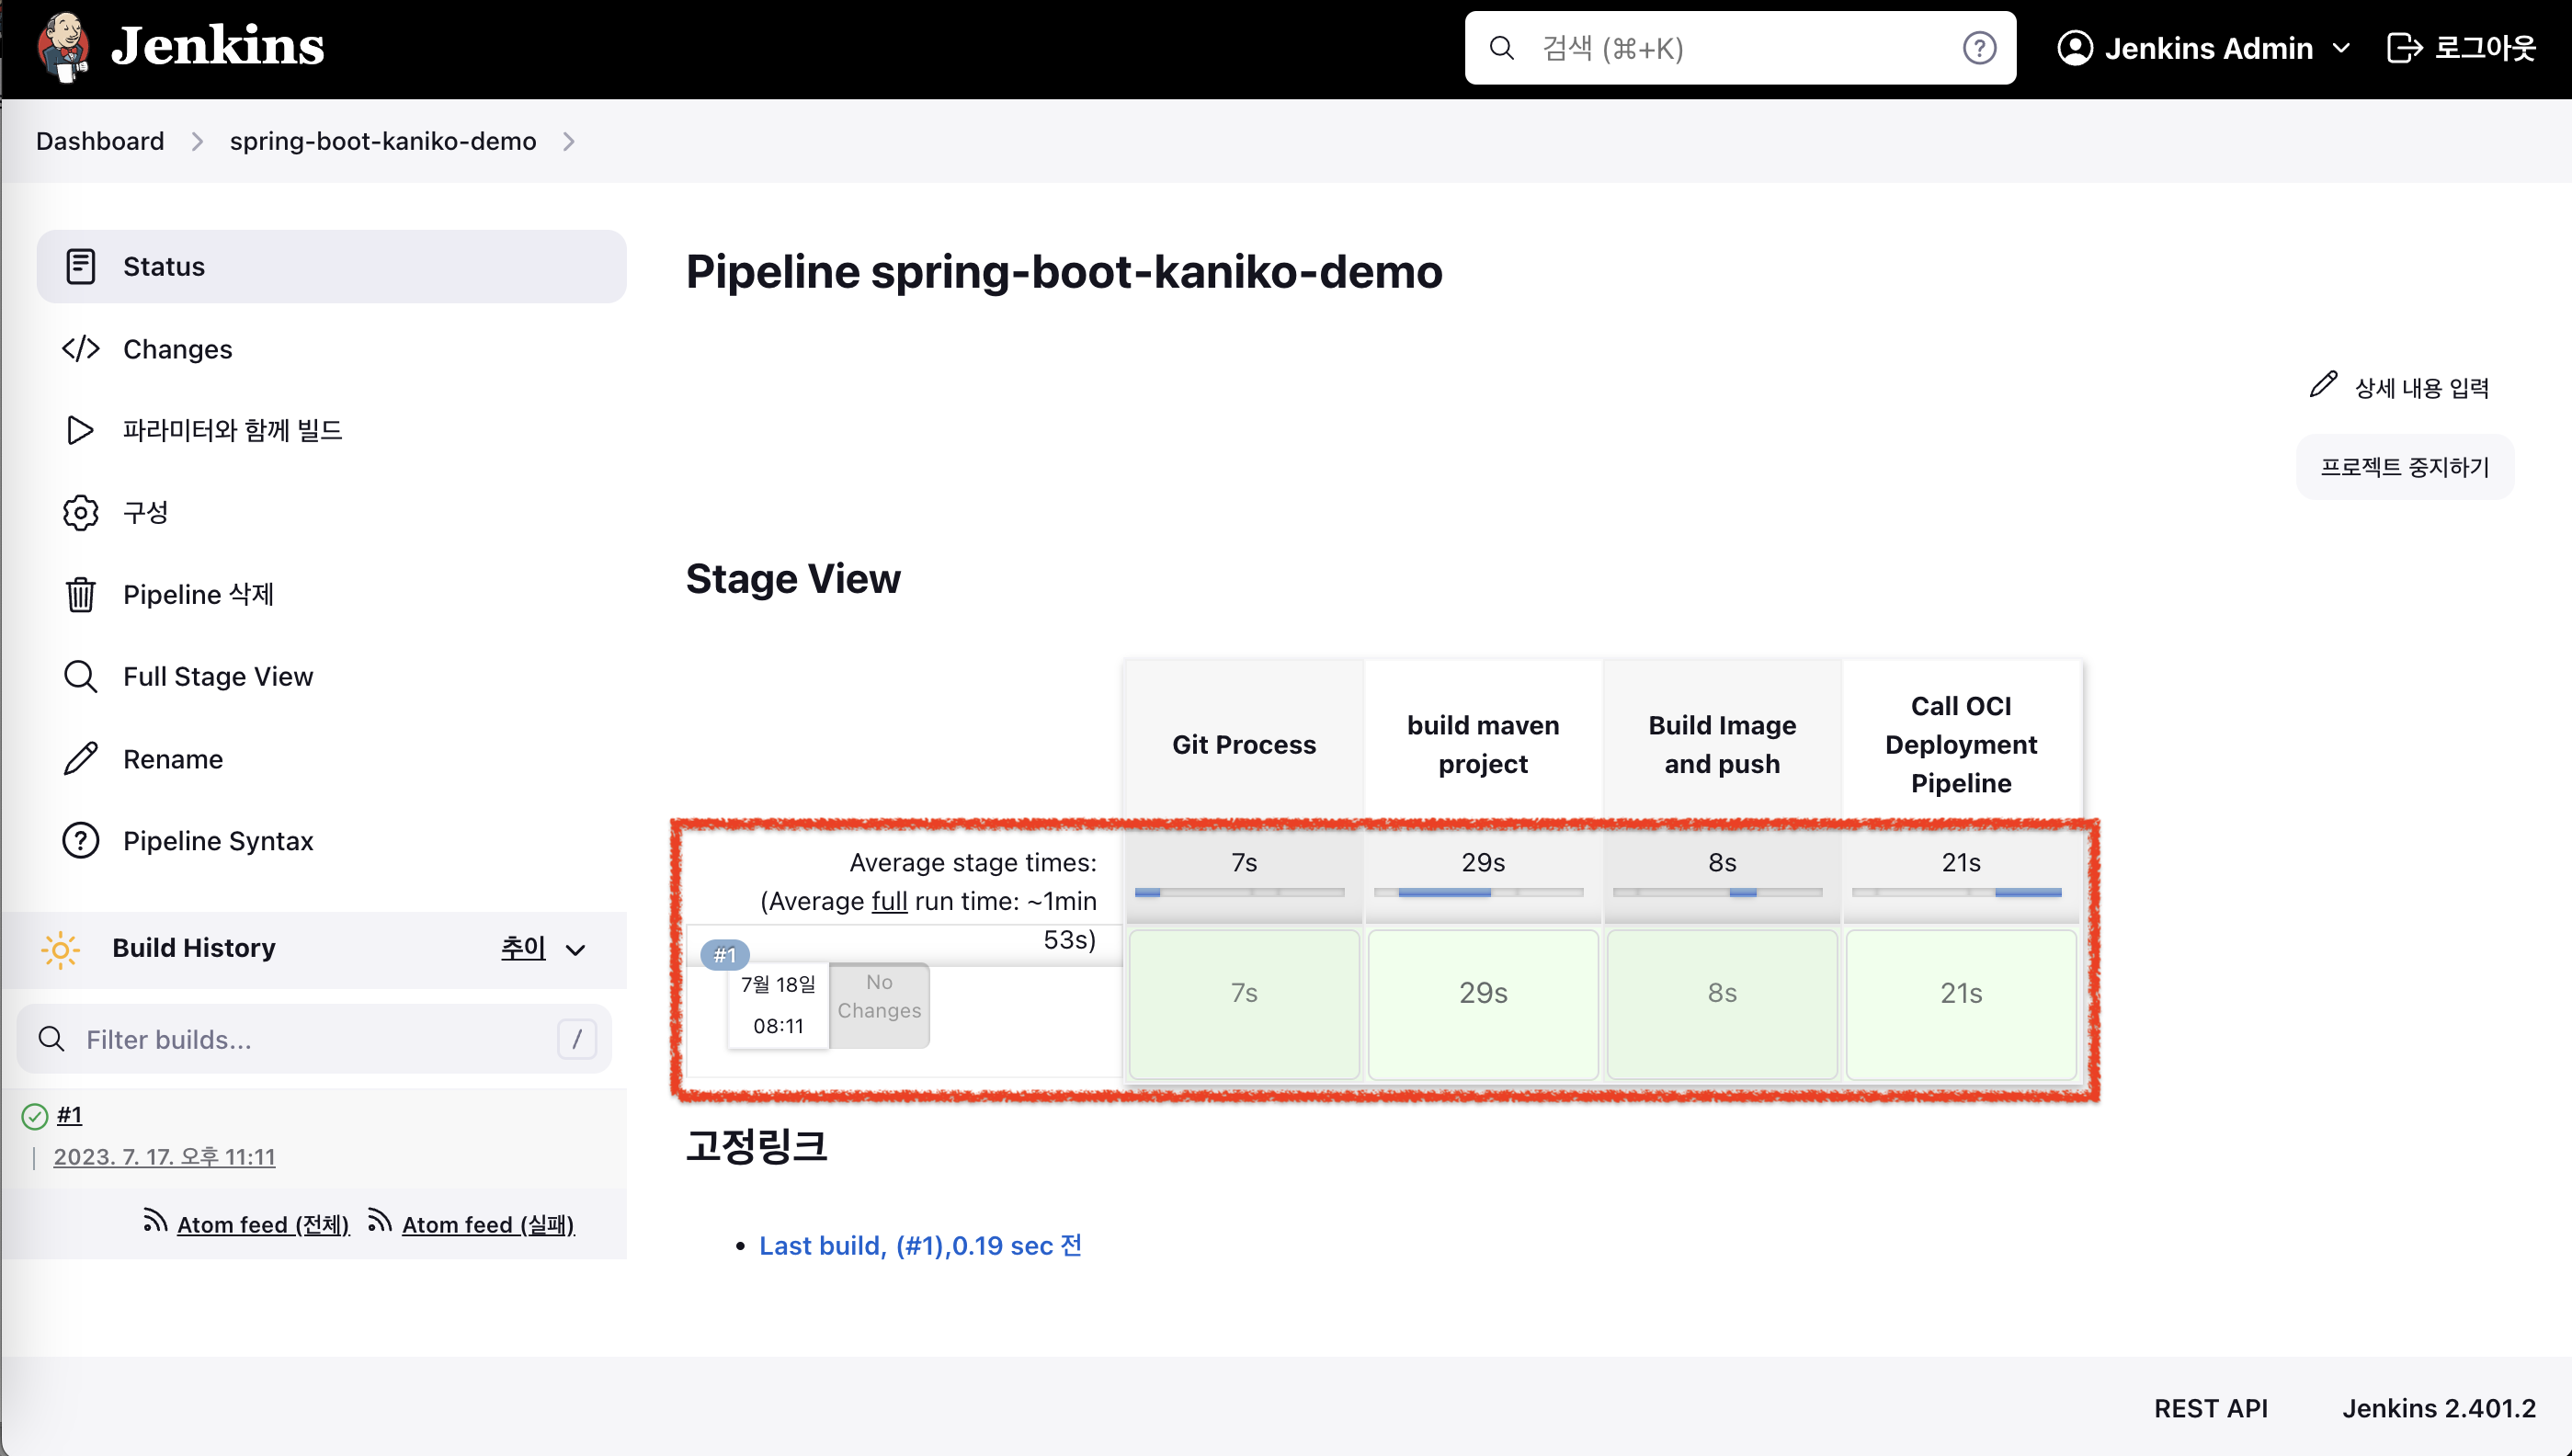 Jenkins
검색 (⌘+K)
Jenkins Admin
로그아웃
Dashboard
spring-boot-kaniko-demo
Status
Changes
파라미터와 함께 빌드
구성
Pipeline 삭제
Full Stage View
Rename
Pipeline Syntax
Build History
추이
Filter builds...
/
#1
2023. 7. 17. 오후 11:11
Atom feed (전체)
Atom feed (실패)
Pipeline spring-boot-kaniko-demo
상세 내용 입력
프로젝트 중지하기
Stage View
Git Process
build maven
project
Build Image
and push
Call OCI
Deployment
Pipeline
Average stage times:
(Average full run time: ~1min
53s)
7s
29s
8s
21s
#1
7월 18일
08:11
No
Changes
7s
29s
8s
21s
고정링크
Last build, (#1),0.19 sec 전
REST API
Jenkins 2.401.2